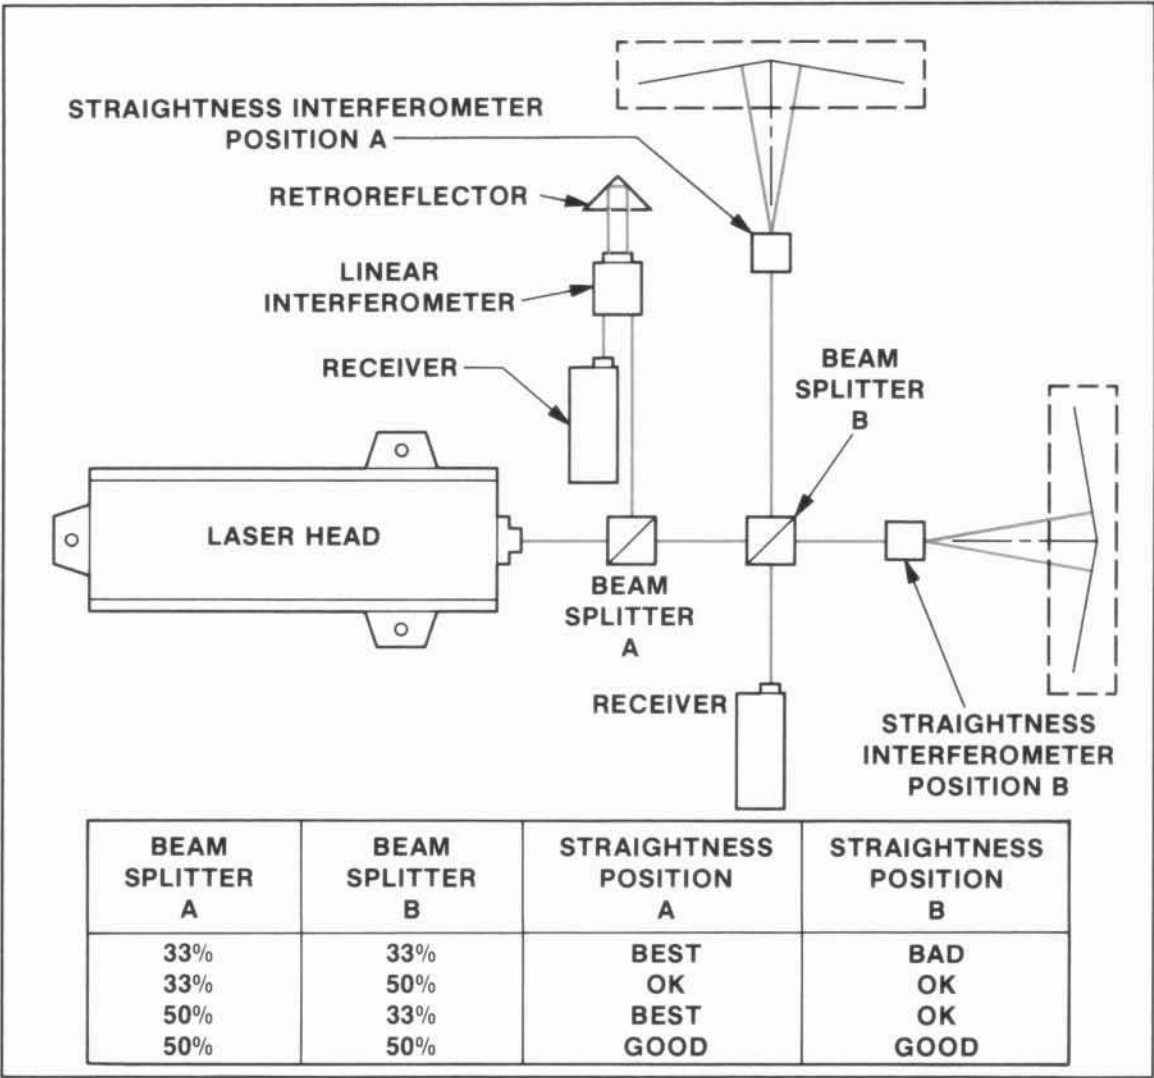 STRAIGHTNESS INTERFEROMETER
POSITION A
RETROREFLECTOR
LINEAR
INTERFEROMETER
RECEIVER
BEAM
SPLITTER
B
LASER HEAD
BEAM
SPLITTER
A
RECEIVER
STRAIGHTNESS
INTERFEROMETER
POSITION B
BEAM SPLITTER A | BEAM SPLITTER B | STRAIGHTNESS POSITION A | STRAIGHTNESS POSITION B
33% 33% BEST BAD
33% 50% OK OK
50% 33% BEST OK
50% 50% GOOD GOOD